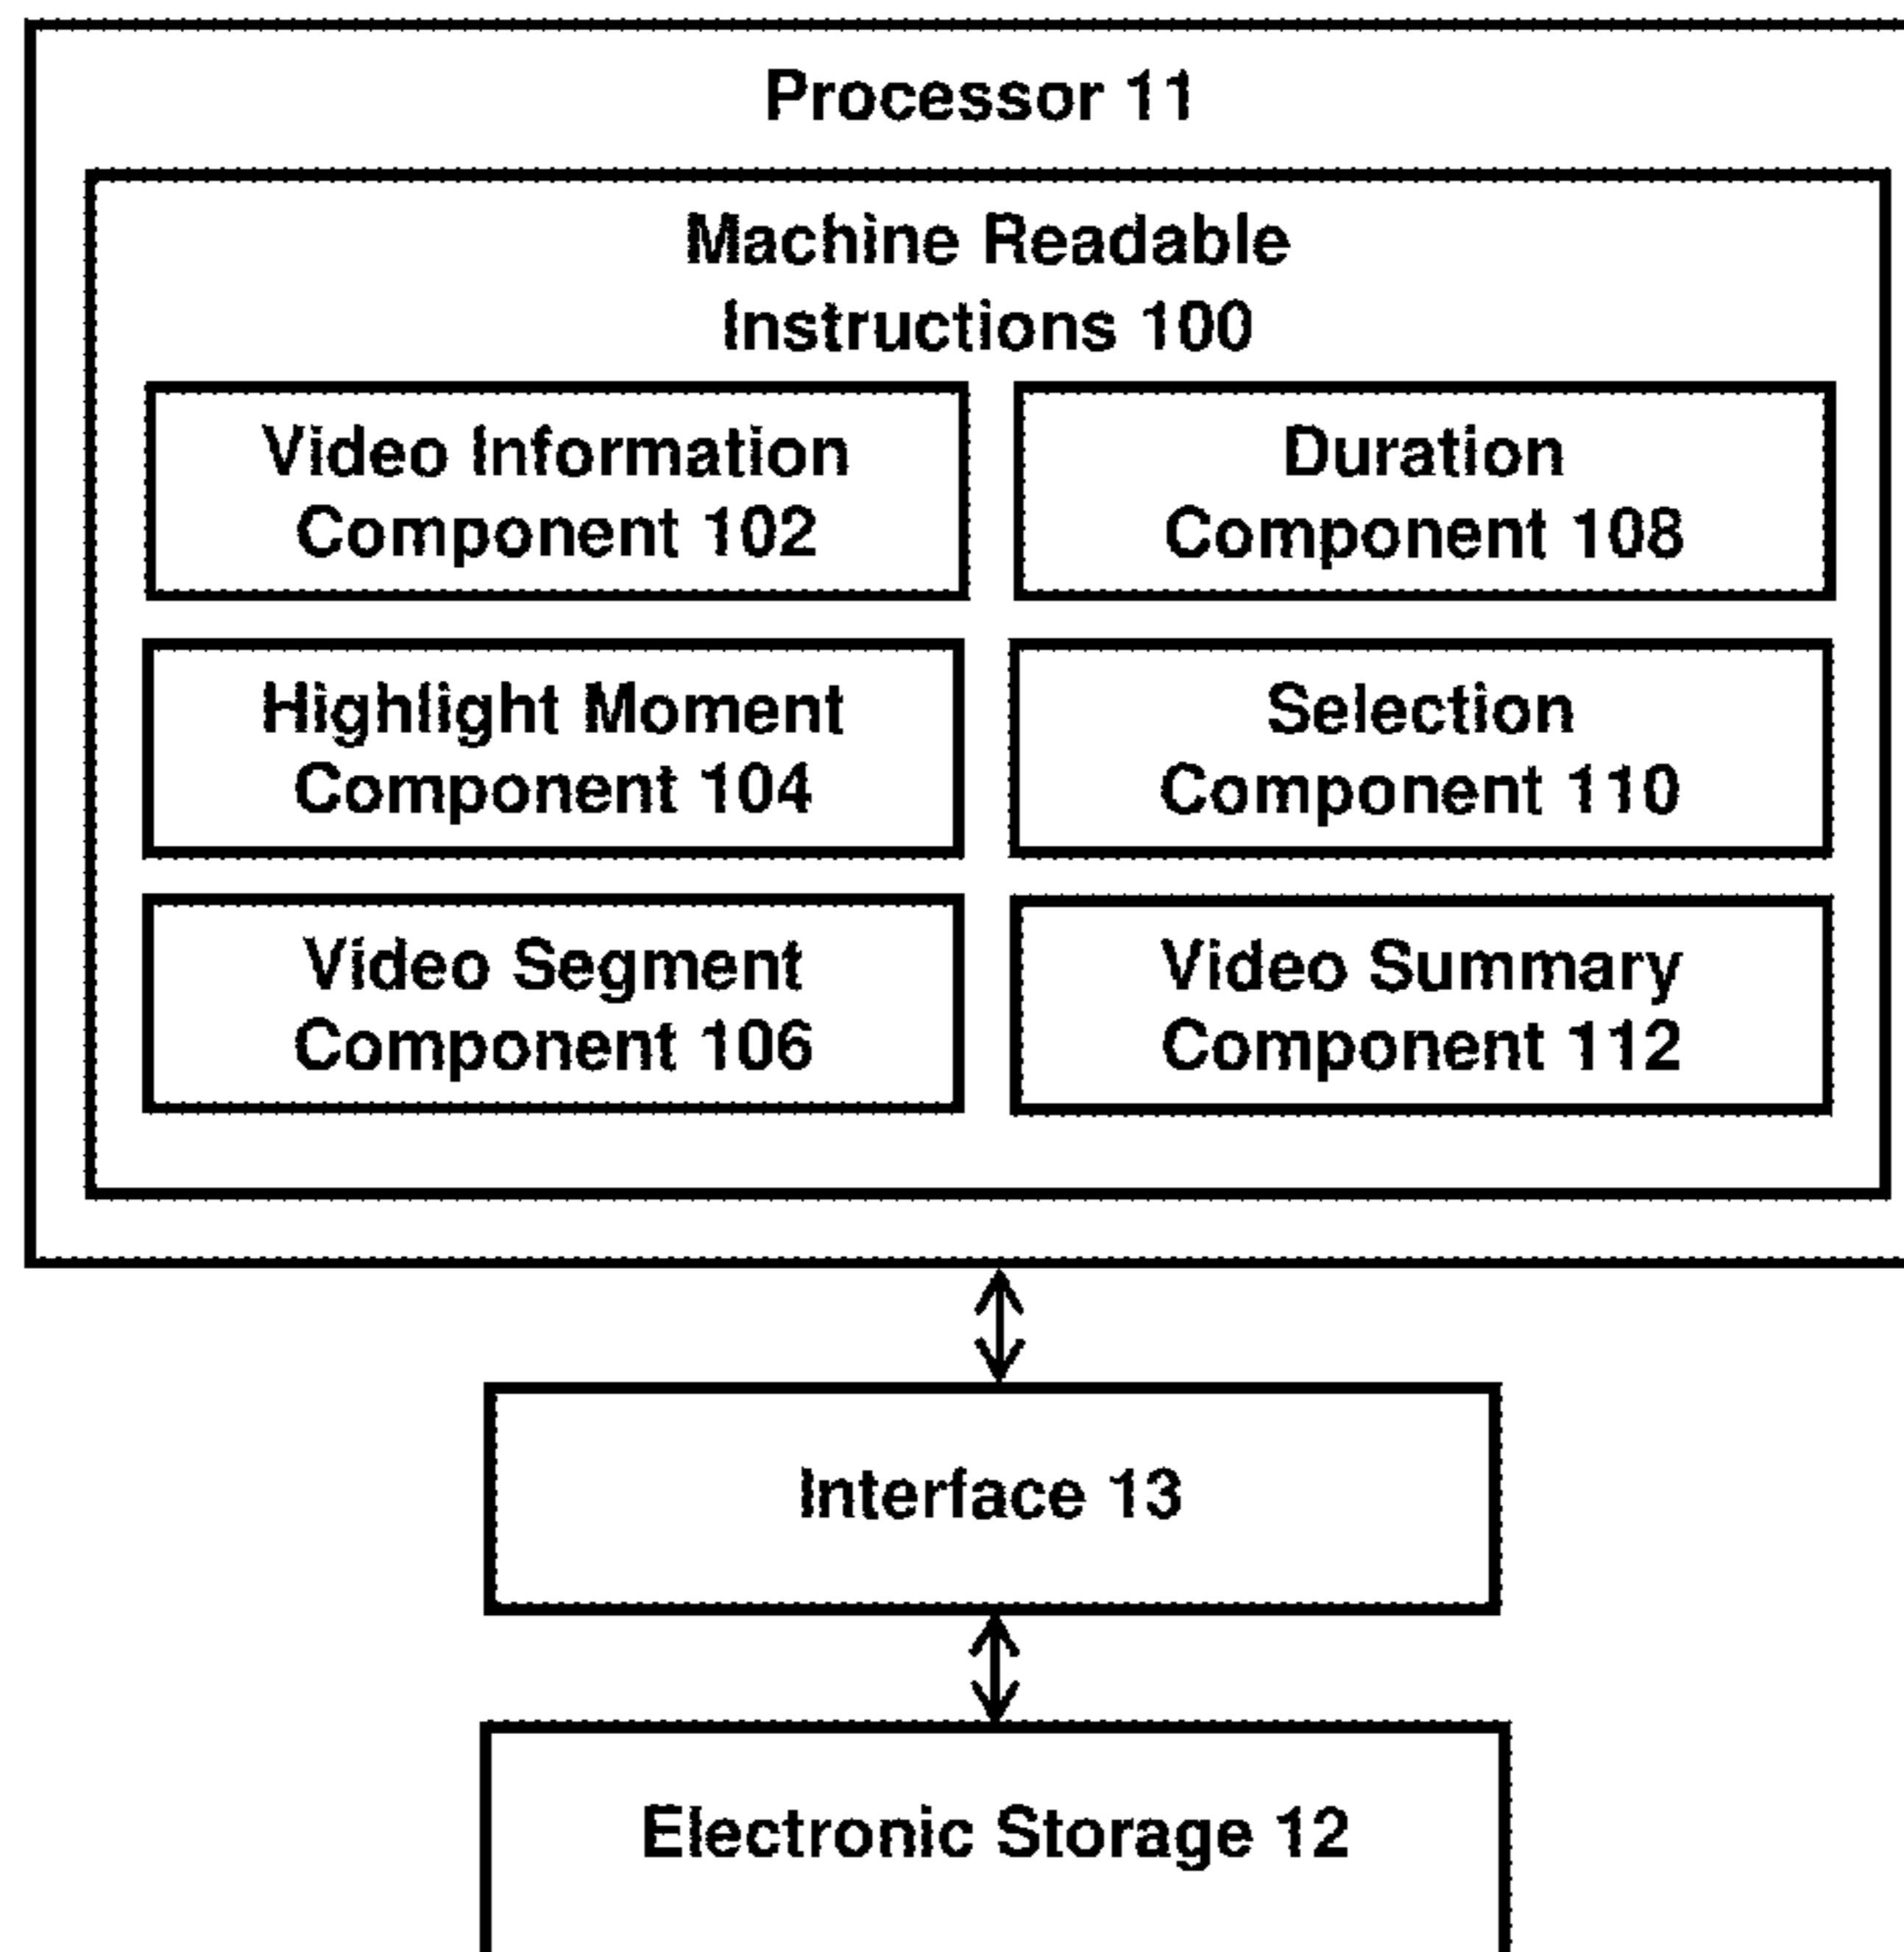 Processor 11
Machine Readable
Instructions 100
Video Information
Component 102
Duration
Component 108
Highlight Moment
Component 104
Selection
Component 110
Video Segment
Component 106
Video Summary
Component 112
Interface 13
Electronic Storage 12